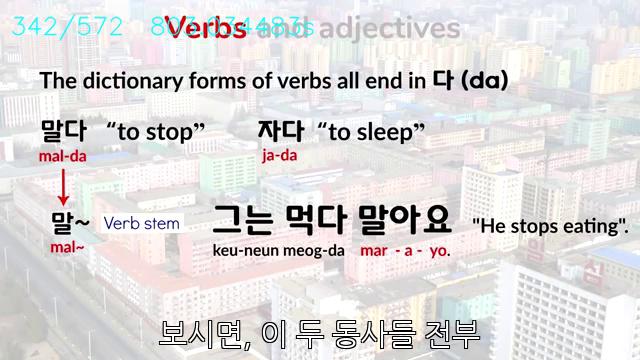 342/572
Verbs and adjectives
The dictionary forms of verbs all end in 다 (da)
말다 “to stop” 자다 “to sleep”
mal-da ja-da
말~ Verb stem 그는 먹다 말아요 "He stops eating".
mal~ keu-neun meog-da mar - a - yo.
보시면, 이 두 동사들 전부